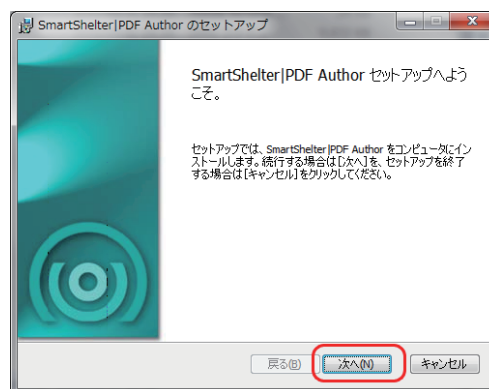 SmartShelter|PDF Author のセットアップ
SmartShelter|PDF Author セットアップへよう
こそ。
セットアップでは、SmartShelter|PDF Author をコンピュータにイン
ストールします。続行する場合は[次へ]を、セットアップを終了
する場合は[キャンセル]をクリックしてください。
戻る(B) 次へ(N) キャンセル